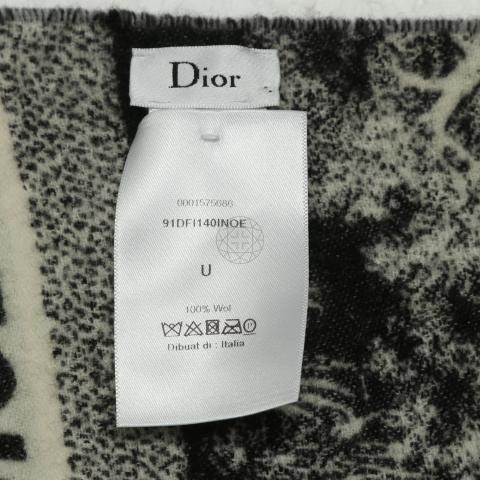 Dior
0001575686
91DFI140INOE
U
100% Wol
P
Dibuat di : Italia